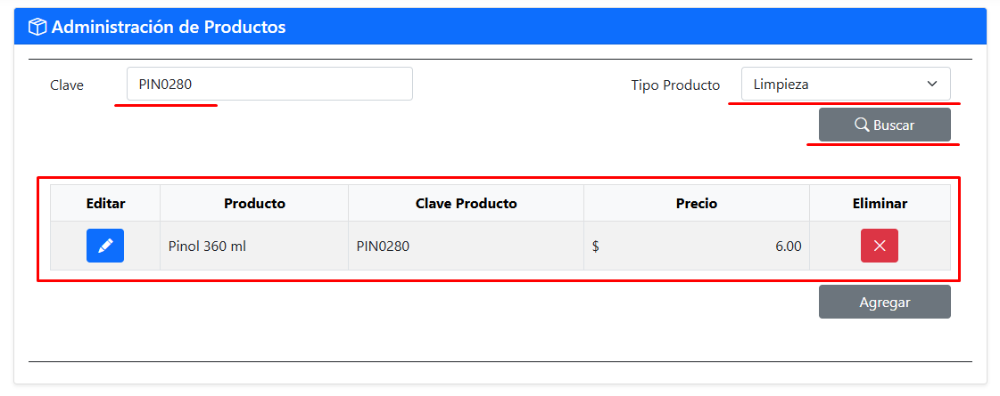 Administración de Productos
Clave PIN0280 Tipo Producto Limpieza
Buscar
Editar Producto Clave Producto Precio Eliminar
Pinol 360 ml PIN0280 $ 6.00
Agregar